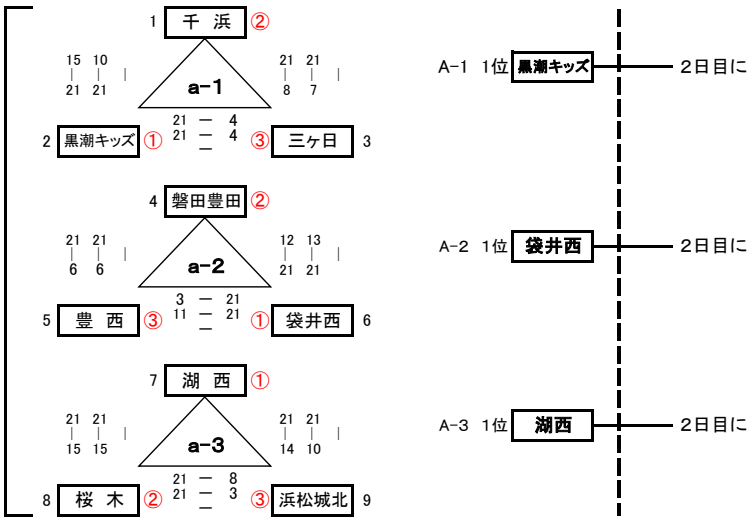 1 千 浜 ②
15 10 21 21
| | | | | |
21 21 8 7
a-1
21 — 4
21 — 4
—
2 黒潮キッズ ① ③ 三ヶ日 3
A-1 1位 黒潮キッズ 2日目に
4 磐田豊田 ②
21 21 12 13
| | | | | |
6 6 21 21
a-2
3 — 21
11 — 21
—
5 豊 西 ③ ① 袋井西 6
A-2 1位 袋井西 2日目に
7 湖 西 ①
21 21 21 21
| | | | | |
15 15 14 10
a-3
21 — 8
21 — 3
—
8 桜 木 ② ③ 浜松城北 9
A-3 1位 湖西 2日目に